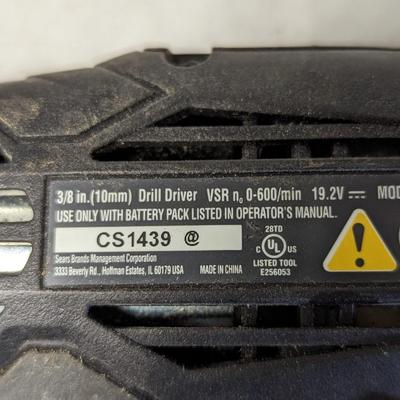 3/8 in.(10mm) Drill Driver VSR n₀ 0-600/min 19.2V ⎓ MOD
USE ONLY WITH BATTERY PACK LISTED IN OPERATOR'S MANUAL.
CS1439 @
28TD
C UL US
LISTED TOOL
E256053
Sears Brands Management Corporation
3333 Beverly Rd., Hoffman Estates, IL 60179 USA
MADE IN CHINA